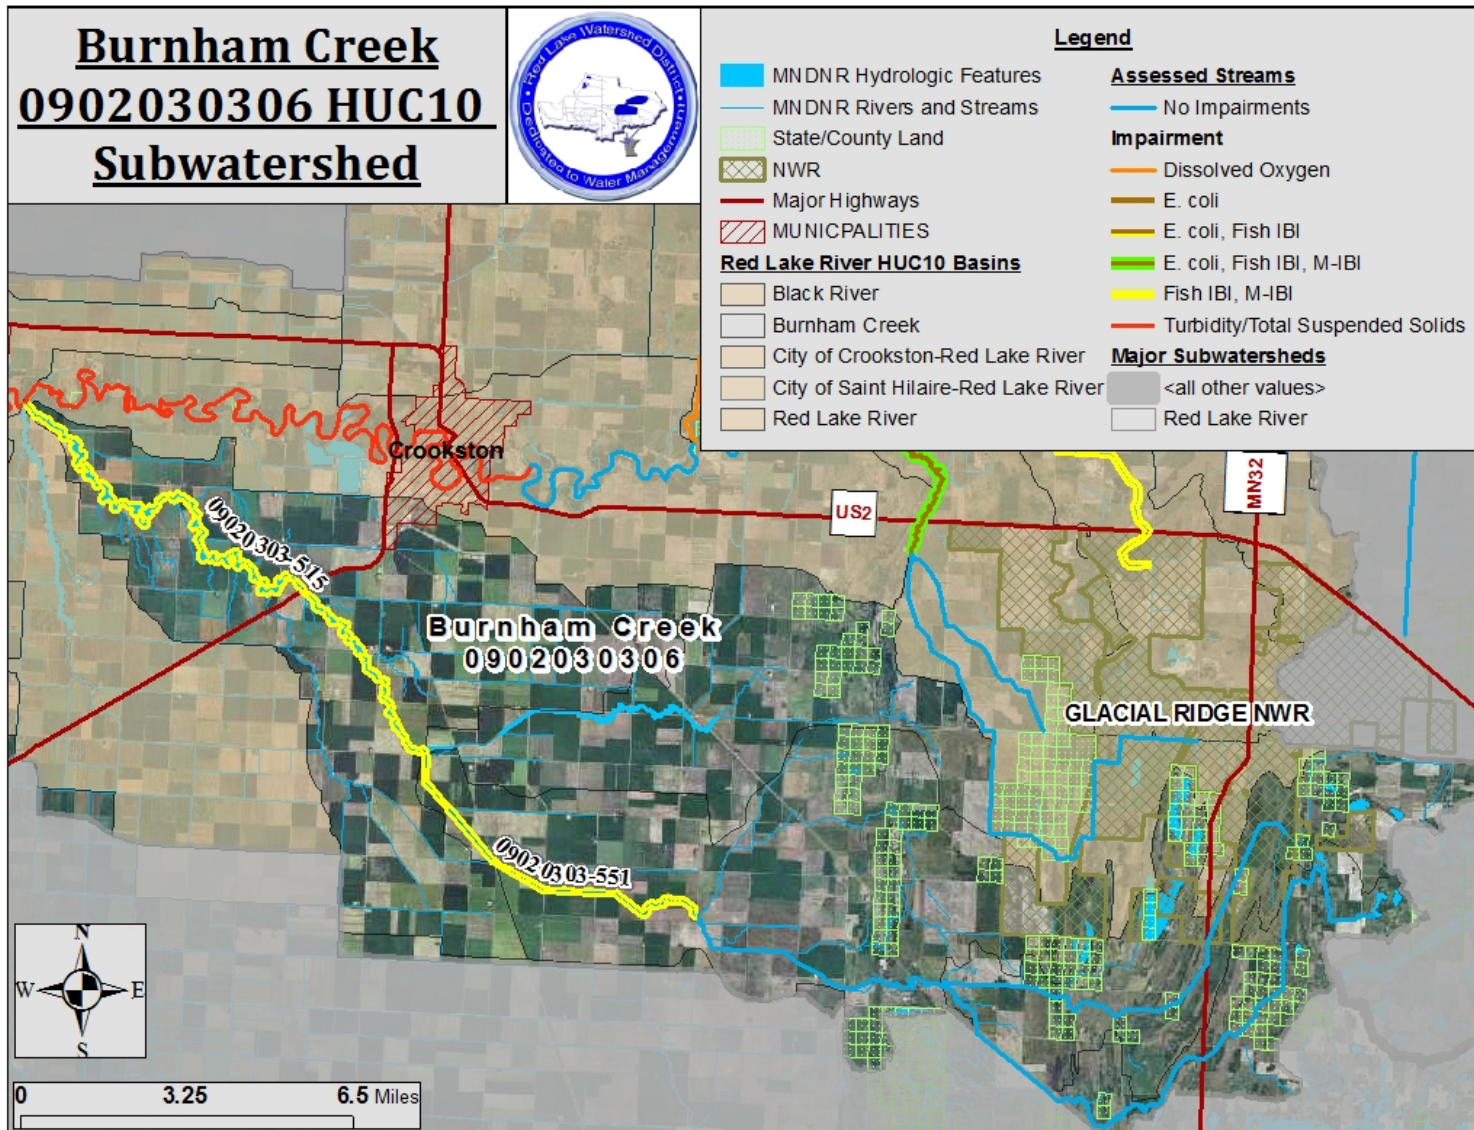 Burnham Creek
0902030306 HUC10
Subwatershed
Red Lake Watershed District
Dedicated to Water Management
Legend
MNDNR Hydrologic Features
MNDNR Rivers and Streams
State/County Land
NWR
Major Highways
MUNICPALITIES
Red Lake River HUC10 Basins
Black River
Burnham Creek
City of Crookston-Red Lake River
City of Saint Hilaire-Red Lake River
Red Lake River
Assessed Streams
No Impairments
Impairment
Dissolved Oxygen
E. coli
E. coli, Fish IBI
E. coli, Fish IBI, M-IBI
Fish IBI, M-IBI
Turbidity/Total Suspended Solids
Major Subwatersheds
<all other values>
Red Lake River
Crookston
US2
MN32
09020303-515
Burnham Creek
0902030306
GLACIAL RIDGE NWR
09020303-551
N
W E
S
0 3.25 6.5 Miles